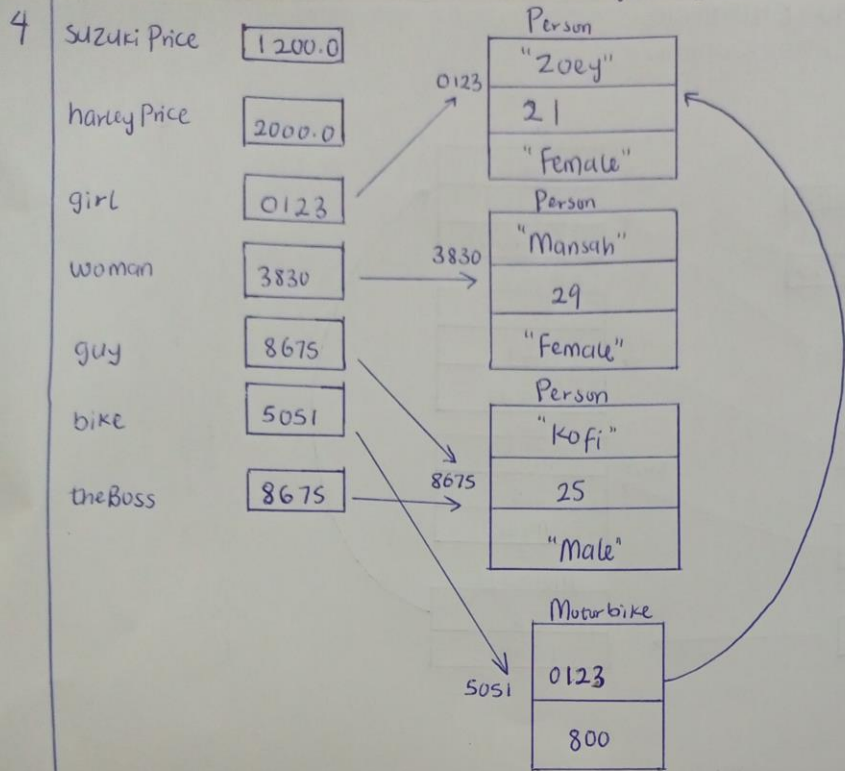 4
suzuki Price
1200.0
harley Price
2000.0
girl
0123
woman
3830
guy
8675
bike
5051
theBoss
8675
Person
0123
"Zoey"
21
"Female"
Person
3830
"Mansah"
29
"Female"
Person
"Kofi"
8675
25
"Male"
Motorbike
5051
0123
800